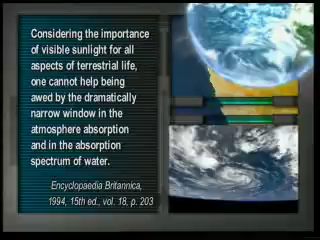 Considering the importance
of visible sunlight for all
aspects of terrestrial life,
one cannot help being
awed by the dramatically
narrow window in the
atmosphere absorption
and in the absorption
spectrum of water.
Encyclopaedia Britannica,
1994, 15th ed., vol. 18, p. 203